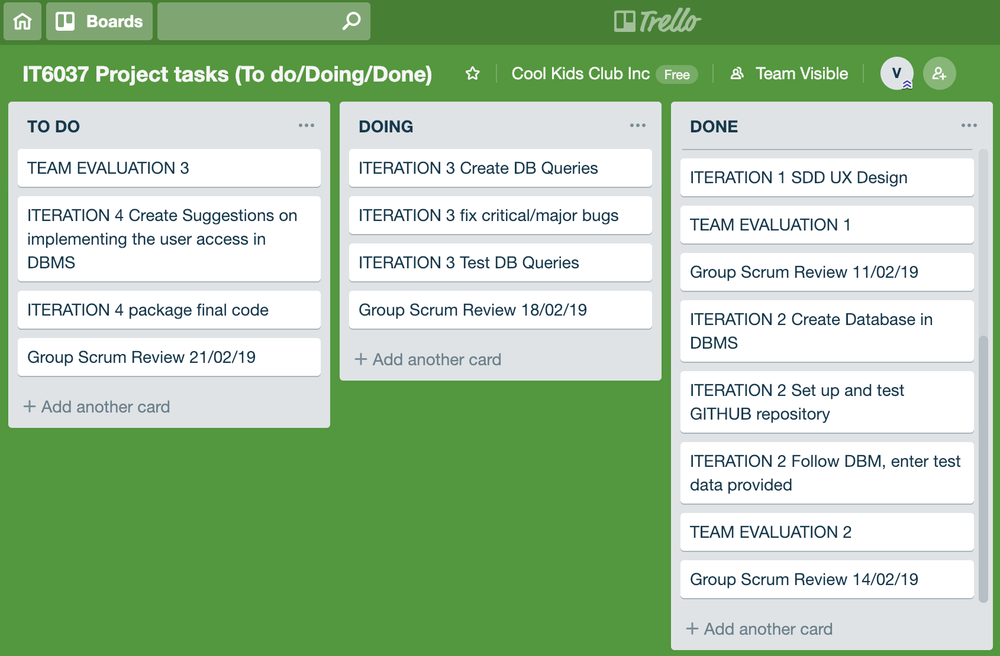 Boards
Trello
IT6037 Project tasks (To do/Doing/Done)
Cool Kids Club Inc Free
Team Visible
V
TO DO
TEAM EVALUATION 3
ITERATION 4 Create Suggestions on
implementing the user access in
DBMS
ITERATION 4 package final code
Group Scrum Review 21/02/19
+ Add another card
DOING
ITERATION 3 Create DB Queries
ITERATION 3 fix critical/major bugs
ITERATION 3 Test DB Queries
Group Scrum Review 18/02/19
+ Add another card
DONE
ITERATION 1 SDD UX Design
TEAM EVALUATION 1
Group Scrum Review 11/02/19
ITERATION 2 Create Database in
DBMS
ITERATION 2 Set up and test
GITHUB repository
ITERATION 2 Follow DBM, enter test
data provided
TEAM EVALUATION 2
Group Scrum Review 14/02/19
+ Add another card